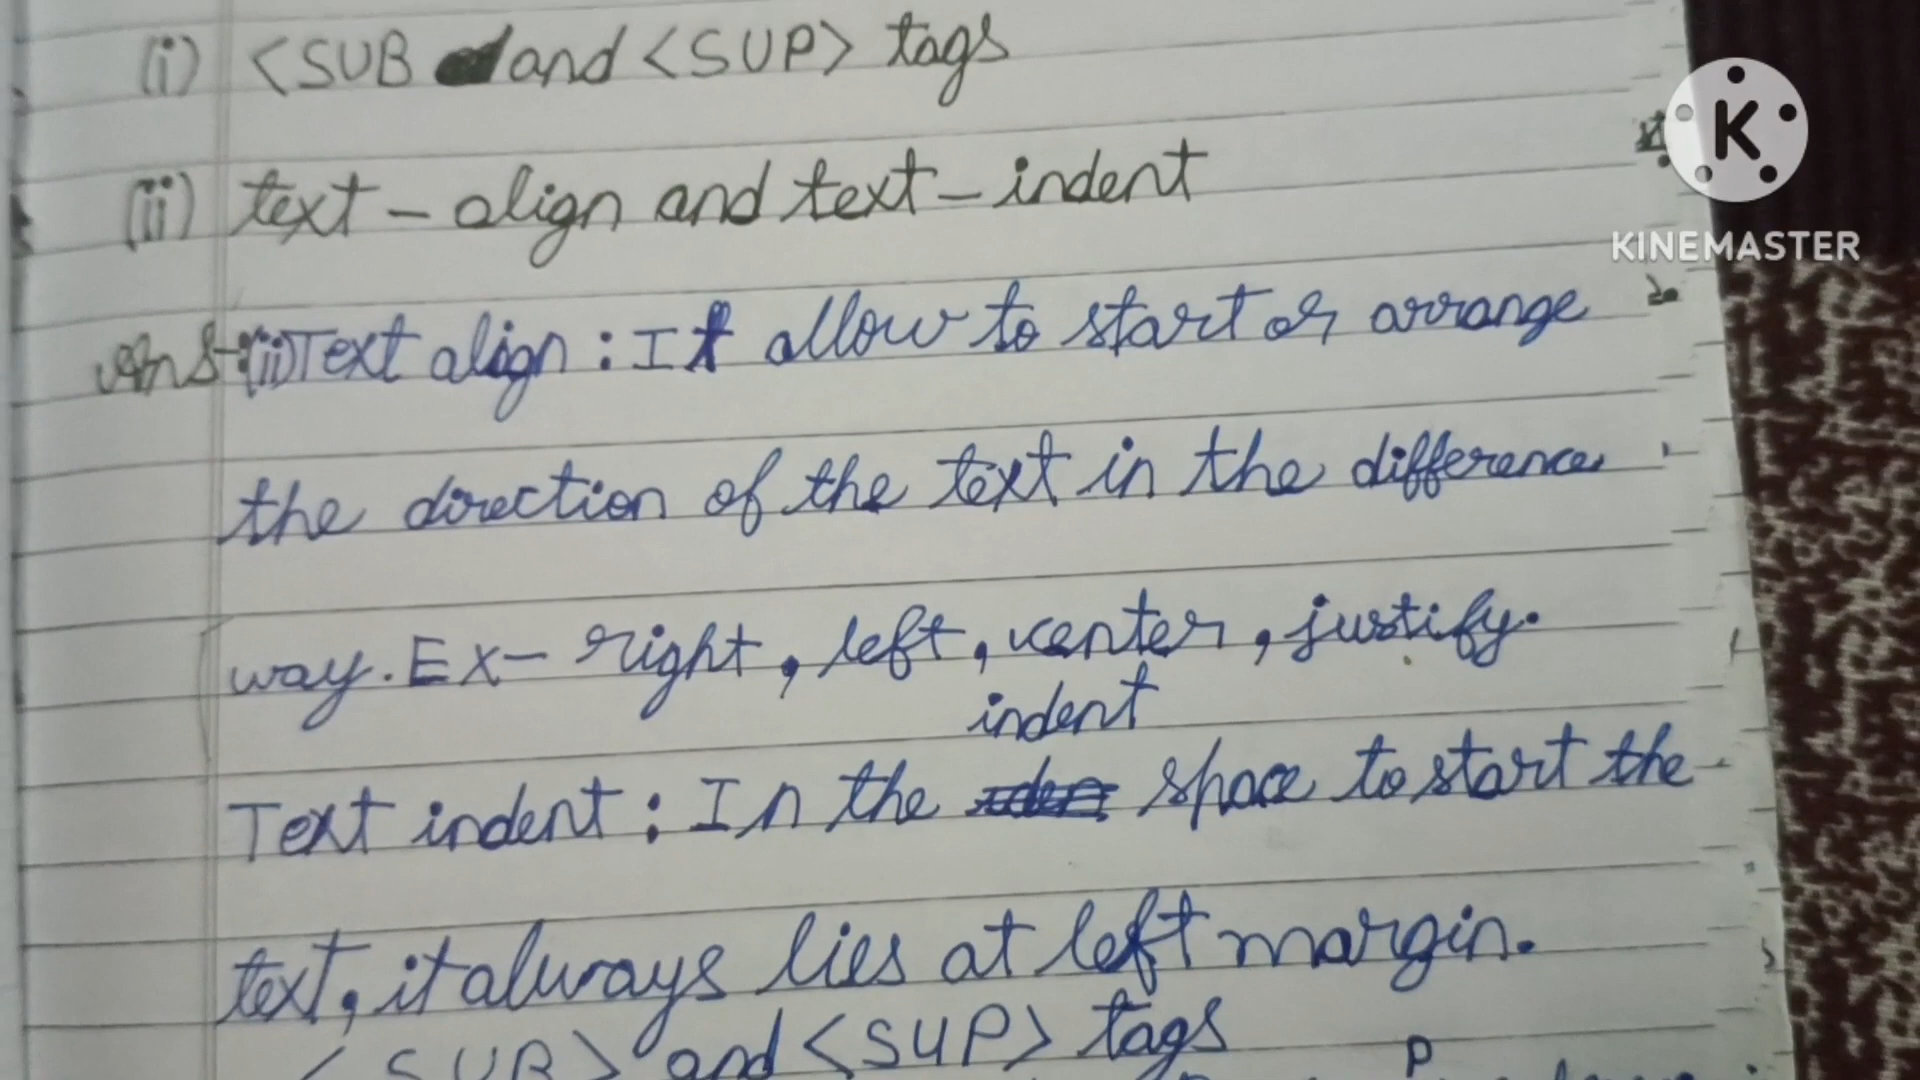 (i) <SUB and <SUP> tags
(ii) text - align and text - indent
KINEMASTER
Ans-:(ii) Text align : It allow to start or arrange
the direction of the text in the difference
way. Ex- right, left, center, justify.
indent
Text indent : In the space to start the
text, it always lies at left margin.
<SUB> and <SUP> tags